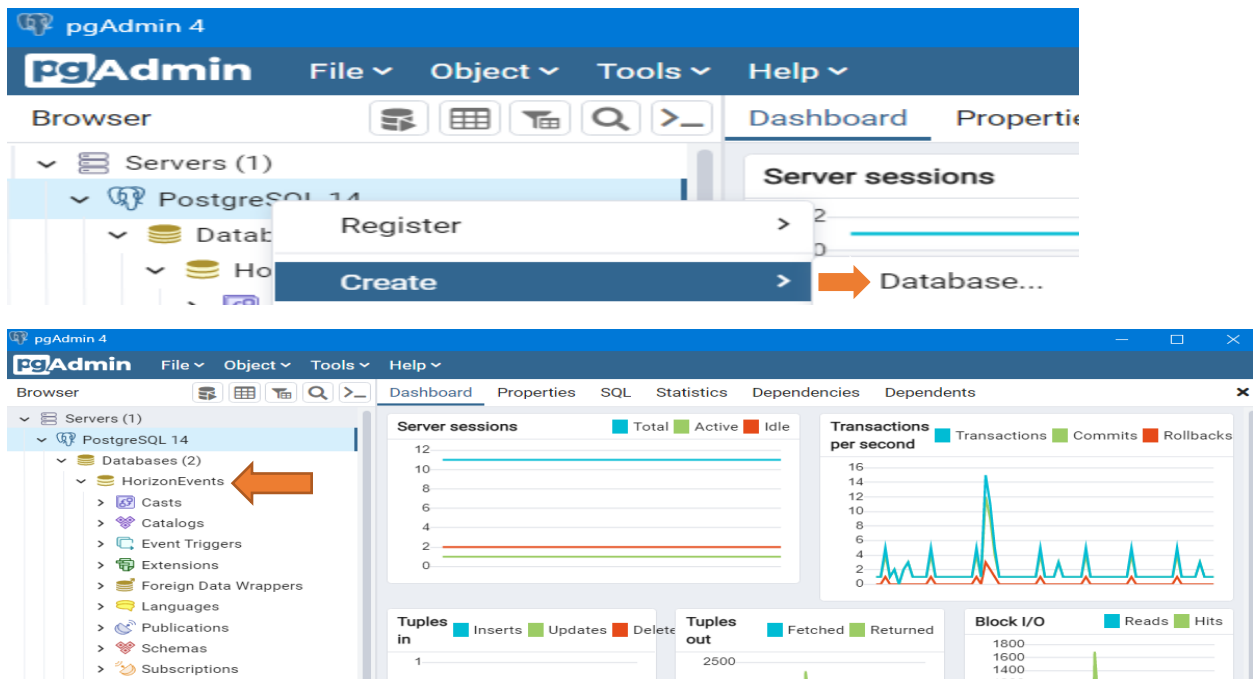 pgAdmin 4
pgAdmin File Object Tools Help
Browser Dashboard
Servers (1)
Server sessions
Register
2
0
Create Database...
pgAdmin 4
pgAdmin File Object Tools Help
Browser Dashboard Properties SQL Statistics Dependencies Dependents
Servers (1)
PostgreSQL 14
Databases (2)
HorizonEvents
Casts
Catalogs
Event Triggers
Extensions
Foreign Data Wrappers
Languages
Publications
Schemas
Subscriptions
Server sessions Total Active Idle
12
10
8
6
4
2
0
Transactions per second Transactions Commits Rollbacks
16
14
12
10
8
6
4
2
0
Tuples in Inserts Updates Delete
1
Tuples out Fetched Returned
2500
Block I/O Reads Hits
1800
1600
1400